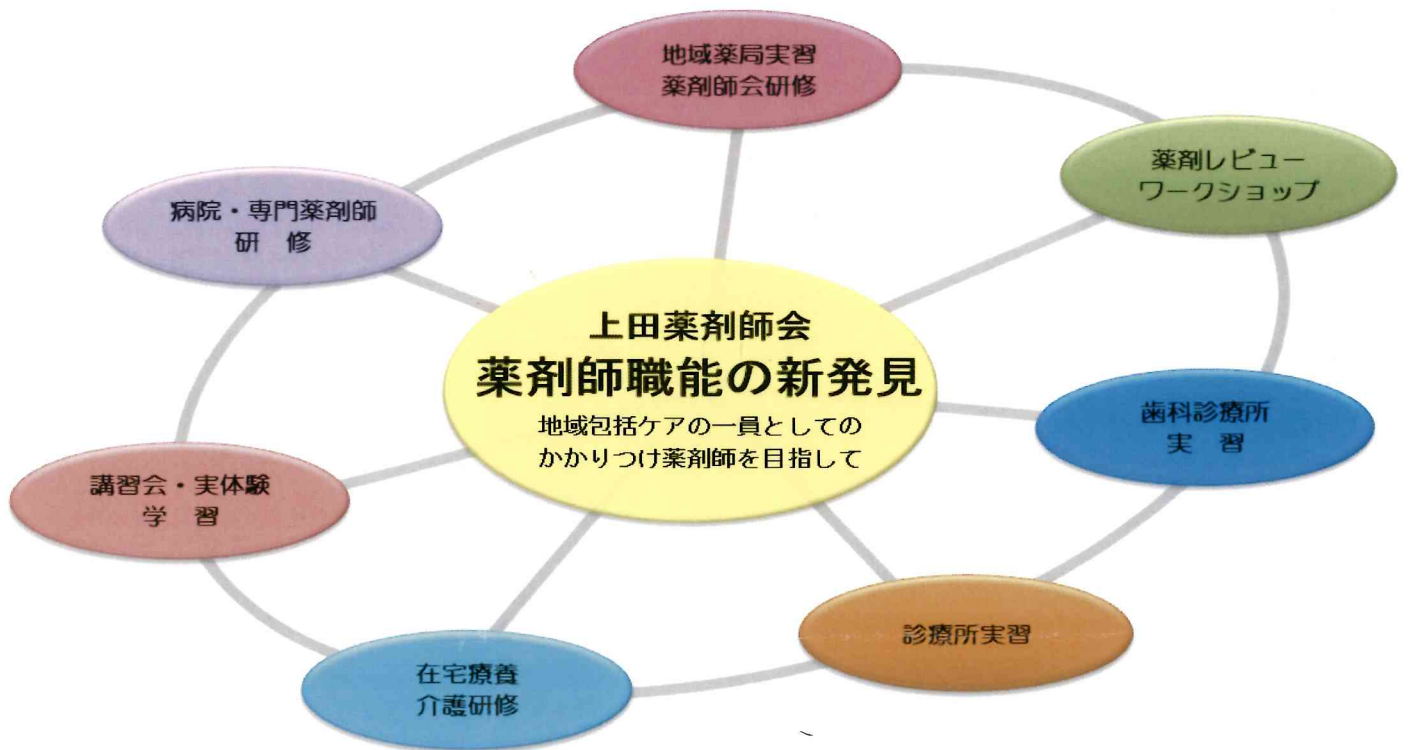 地域薬局実習
薬剤師会研修
薬剤レビュー
ワークショップ
病院・専門薬剤師
研　修
上田薬剤師会
薬剤師職能の新発見
地域包括ケアの一員としての
かかりつけ薬剤師を目指して
歯科診療所
実　習
講習会・実体験
学　習
診療所実習
在宅療養
介護研修